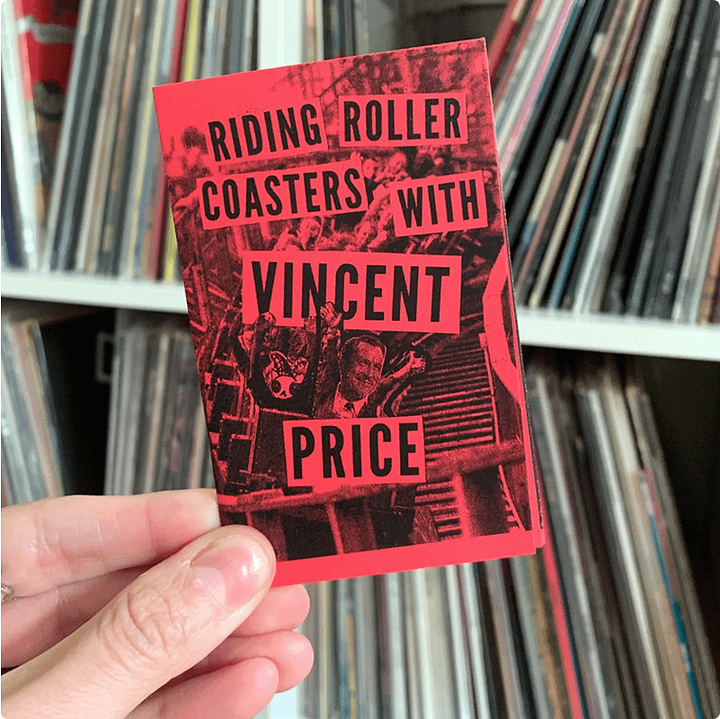 RIDING ROLLER
COASTERS WITH
VINCENT
PRICE